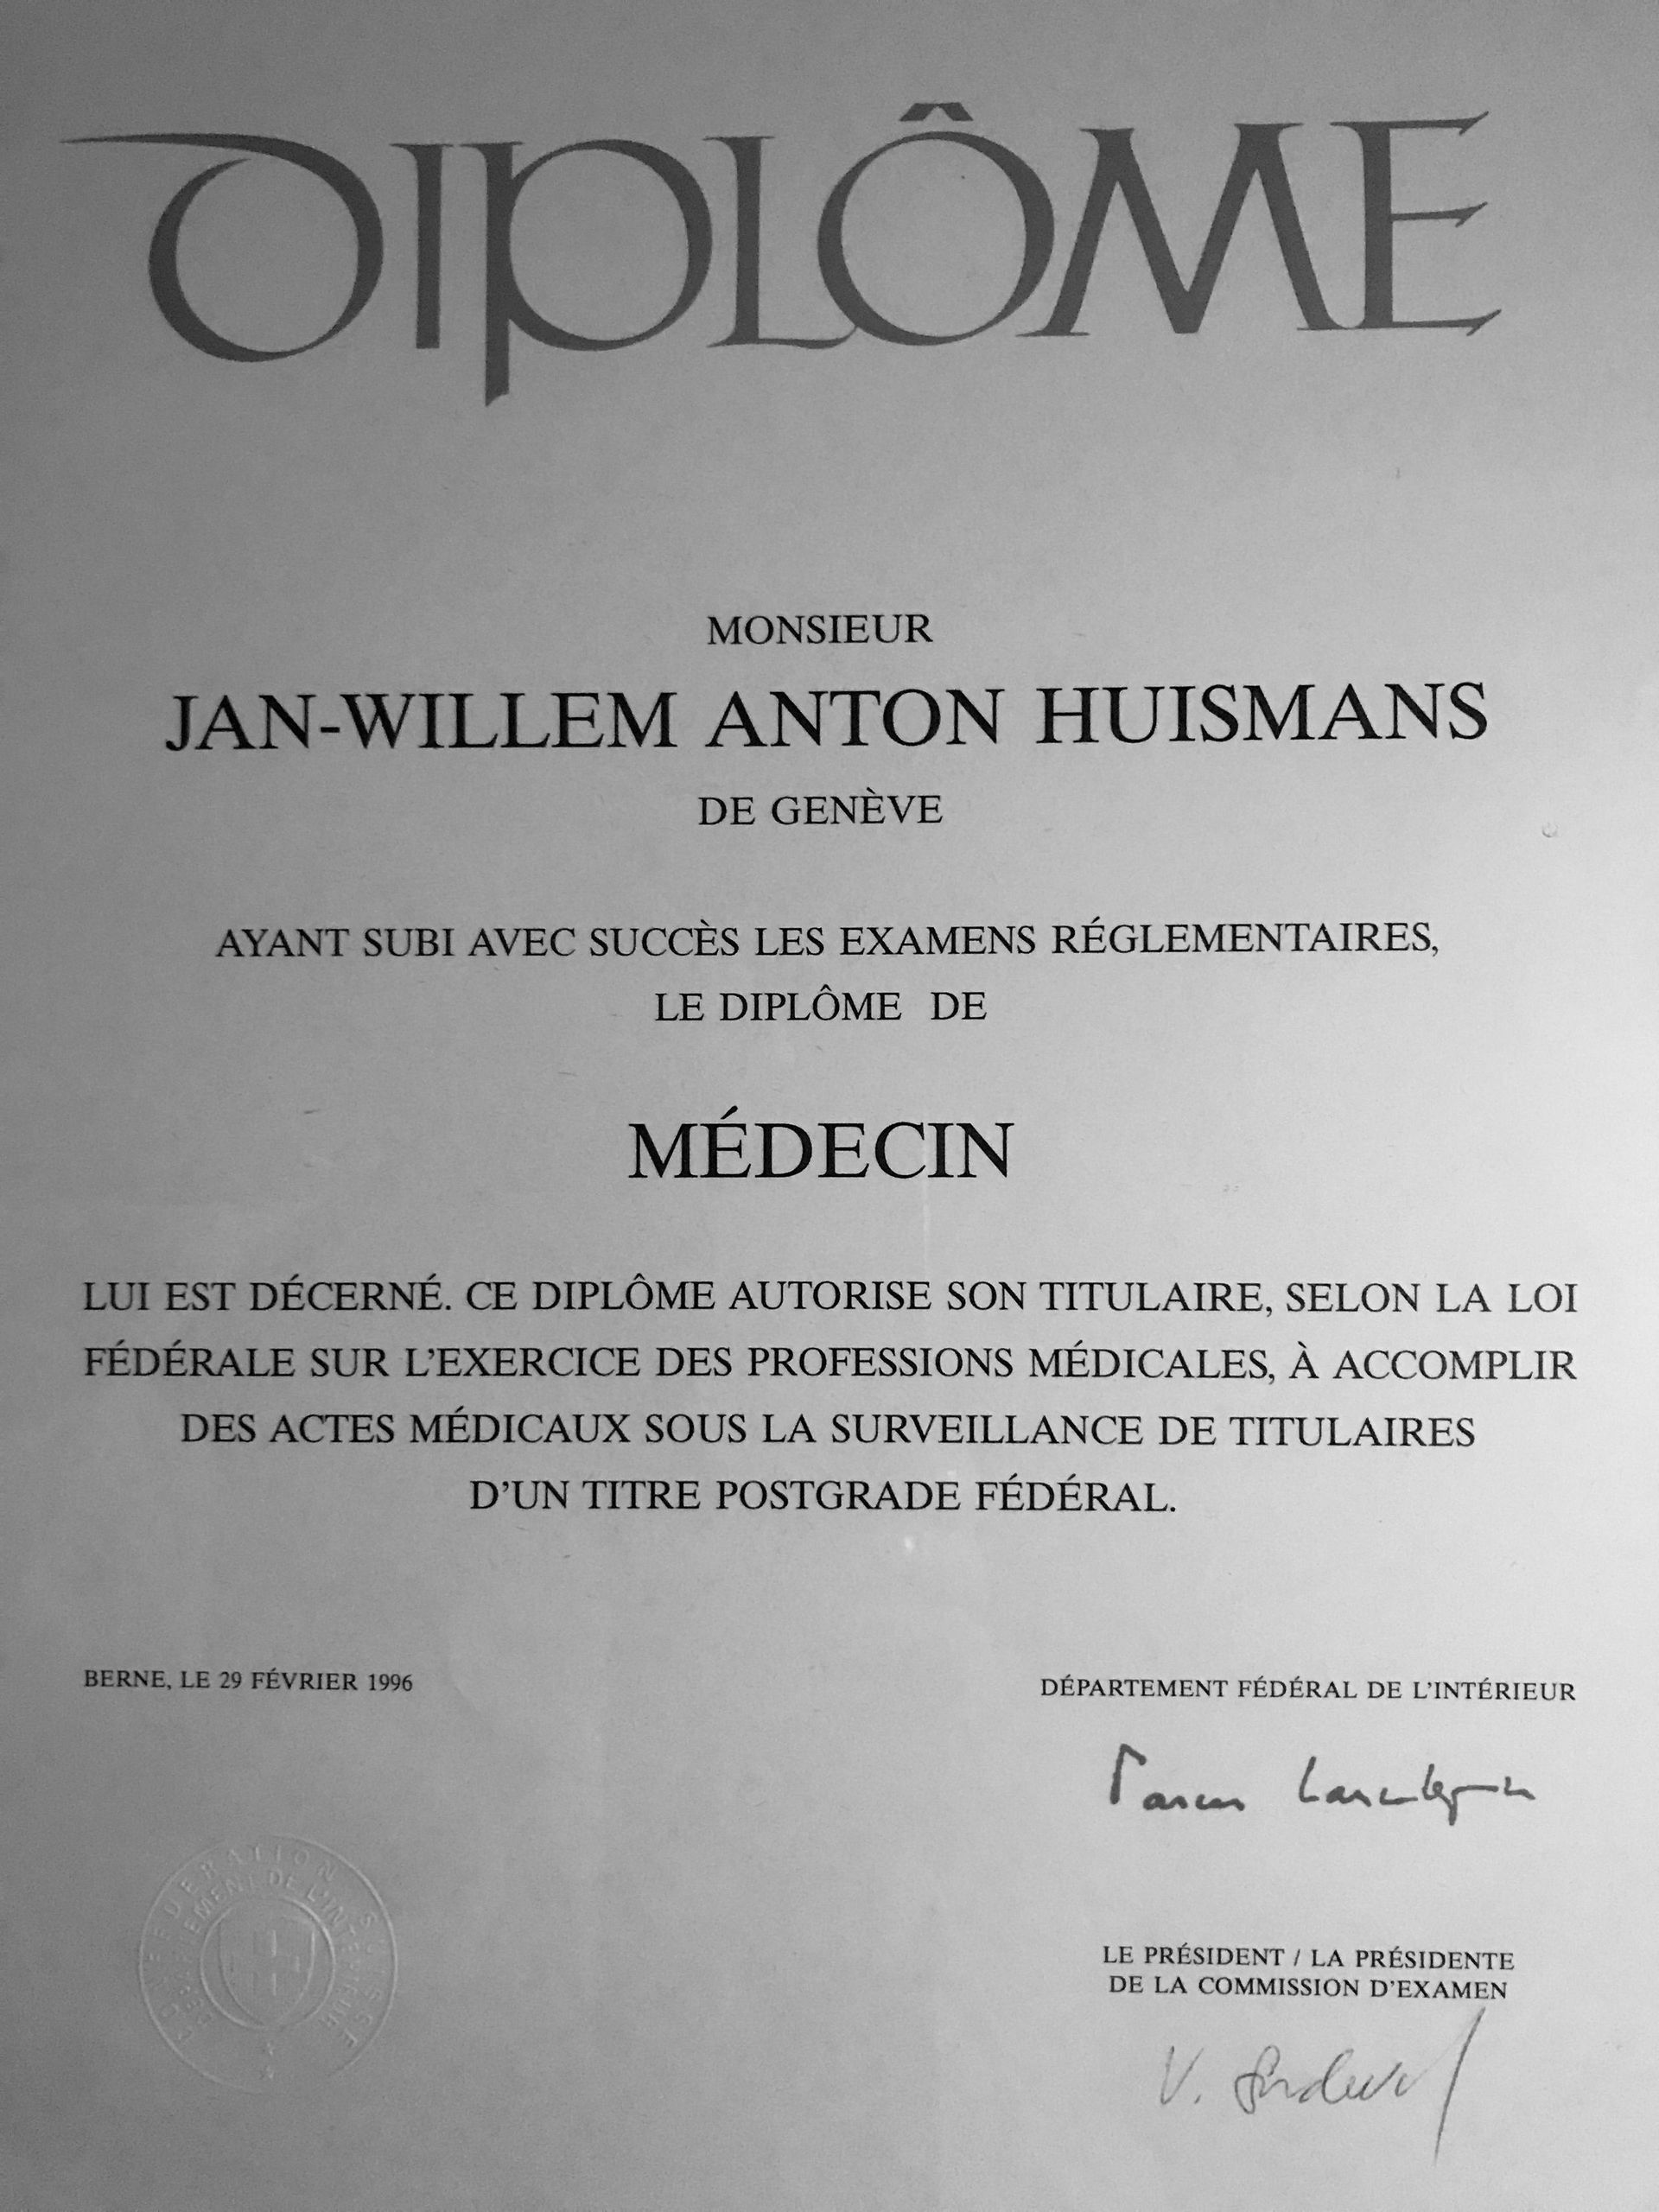 DIPLÔME
MONSIEUR
JAN-WILLEM ANTON HUISMANS
DE GENÈVE
AYANT SUBI AVEC SUCCÈS LES EXAMENS RÉGLEMENTAIRES,
LE DIPLÔME DE
MÉDECIN
LUI EST DÉCERNÉ. CE DIPLÔME AUTORISE SON TITULAIRE, SELON LA LOI
FÉDÉRALE SUR L'EXERCICE DES PROFESSIONS MÉDICALES, À ACCOMPLIR
DES ACTES MÉDICAUX SOUS LA SURVEILLANCE DE TITULAIRES
D'UN TITRE POSTGRADE FÉDÉRAL.
BERNE, LE 29 FÉVRIER 1996
DÉPARTEMENT FÉDÉRAL DE L'INTÉRIEUR
LE PRÉSIDENT / LA PRÉSIDENTE
DE LA COMMISSION D'EXAMEN
V.